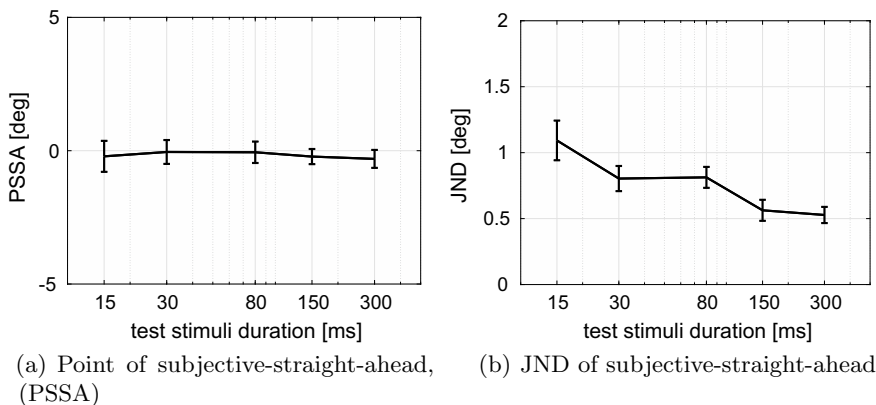 5
0
-5
PSSA [deg]
15 30 80 150 300
test stimuli duration [ms]
(a) Point of subjective-straight-ahead,
(PSSA)
2
1.5
1
0.5
0
JND [deg]
15 30 80 150 300
test stimuli duration [ms]
(b) JND of subjective-straight-ahead